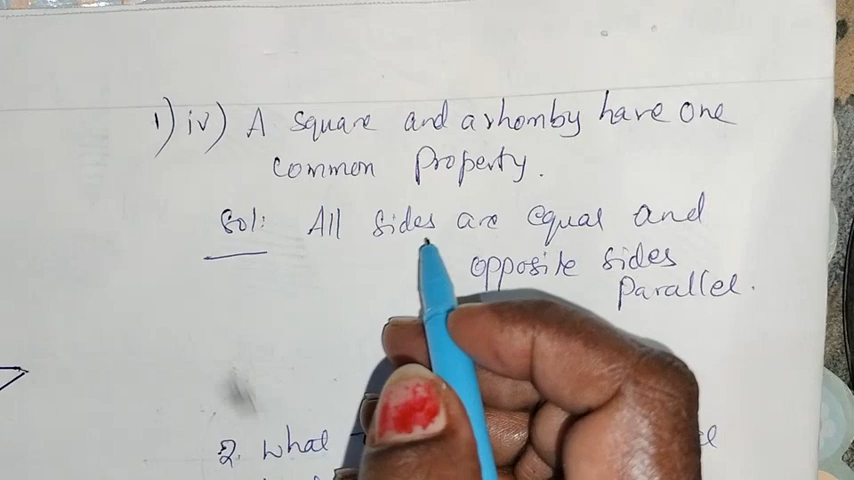 1) iv) A square and a rhomby have one
common Property.
Sol: All sides are equal and
opposite sides
Parallel.
2. what